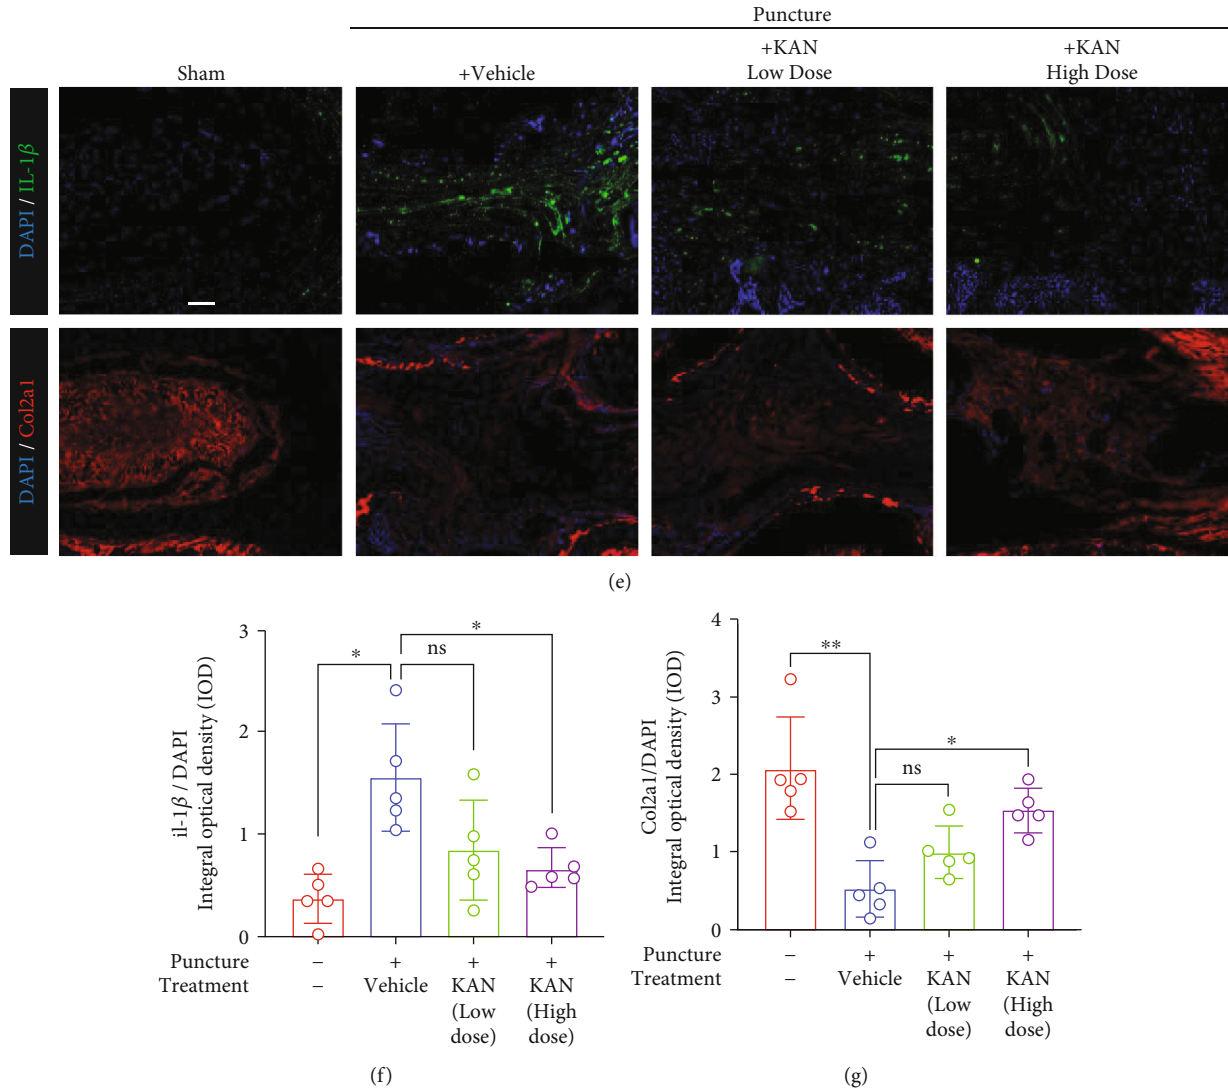 Puncture
Sham
+Vehicle
+KAN
Low Dose
+KAN
High Dose
DAPI / IL-1β
DAPI / Col2a1
(e)
il-1β / DAPI
Integral optical density (IOD)
3
2
1
0
*
ns
*
Puncture − + + +
Treatment − Vehicle KAN KAN
(Low (High
dose) dose)
(f)
Col2a1/DAPI
Integral optical density (IOD)
4
3
2
1
0
**
ns
*
− + + +
− Vehicle KAN KAN
(Low (High
dose) dose)
(g)